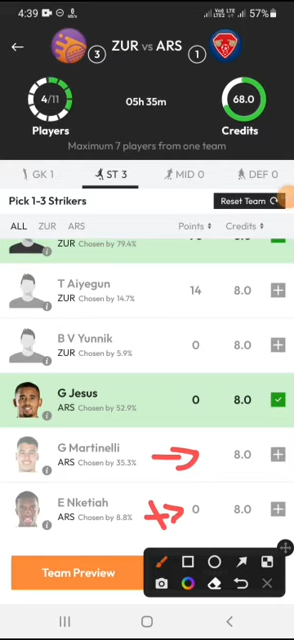 4:39 VoI LTE LTE2 57%
3 ZUR vs ARS 1
4/11 05h 35m 68.0
Players Credits
Maximum 7 players from one team
GK 1 ST 3 MID 0 DEF 0
Pick 1-3 Strikers Reset Team
ALL ZUR ARS Points Credits
ZUR Chosen by 79.4%
T Aiyegun
ZUR Chosen by 14.7% 14 8.0
B V Yunnik
ZUR Chosen by 5.9% 0 8.0
G Jesus
ARS Chosen by 52.9% 0 8.0
G Martinelli
ARS Chosen by 35.3% 8.0
E Nketiah
ARS Chosen by 8.8% 0 8.0
Team Preview